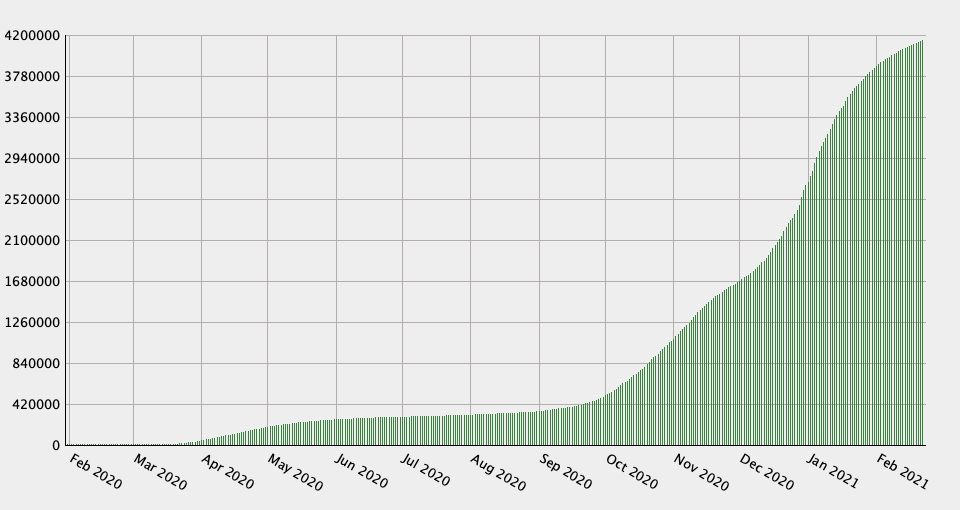 4200000
3780000
3360000
2940000
2520000
2100000
1680000
1260000
840000
420000
0
Feb 2020
Mar 2020
Apr 2020
May 2020
Jun 2020
Jul 2020
Aug 2020
Sep 2020
Oct 2020
Nov 2020
Dec 2020
Jan 2021
Feb 2021